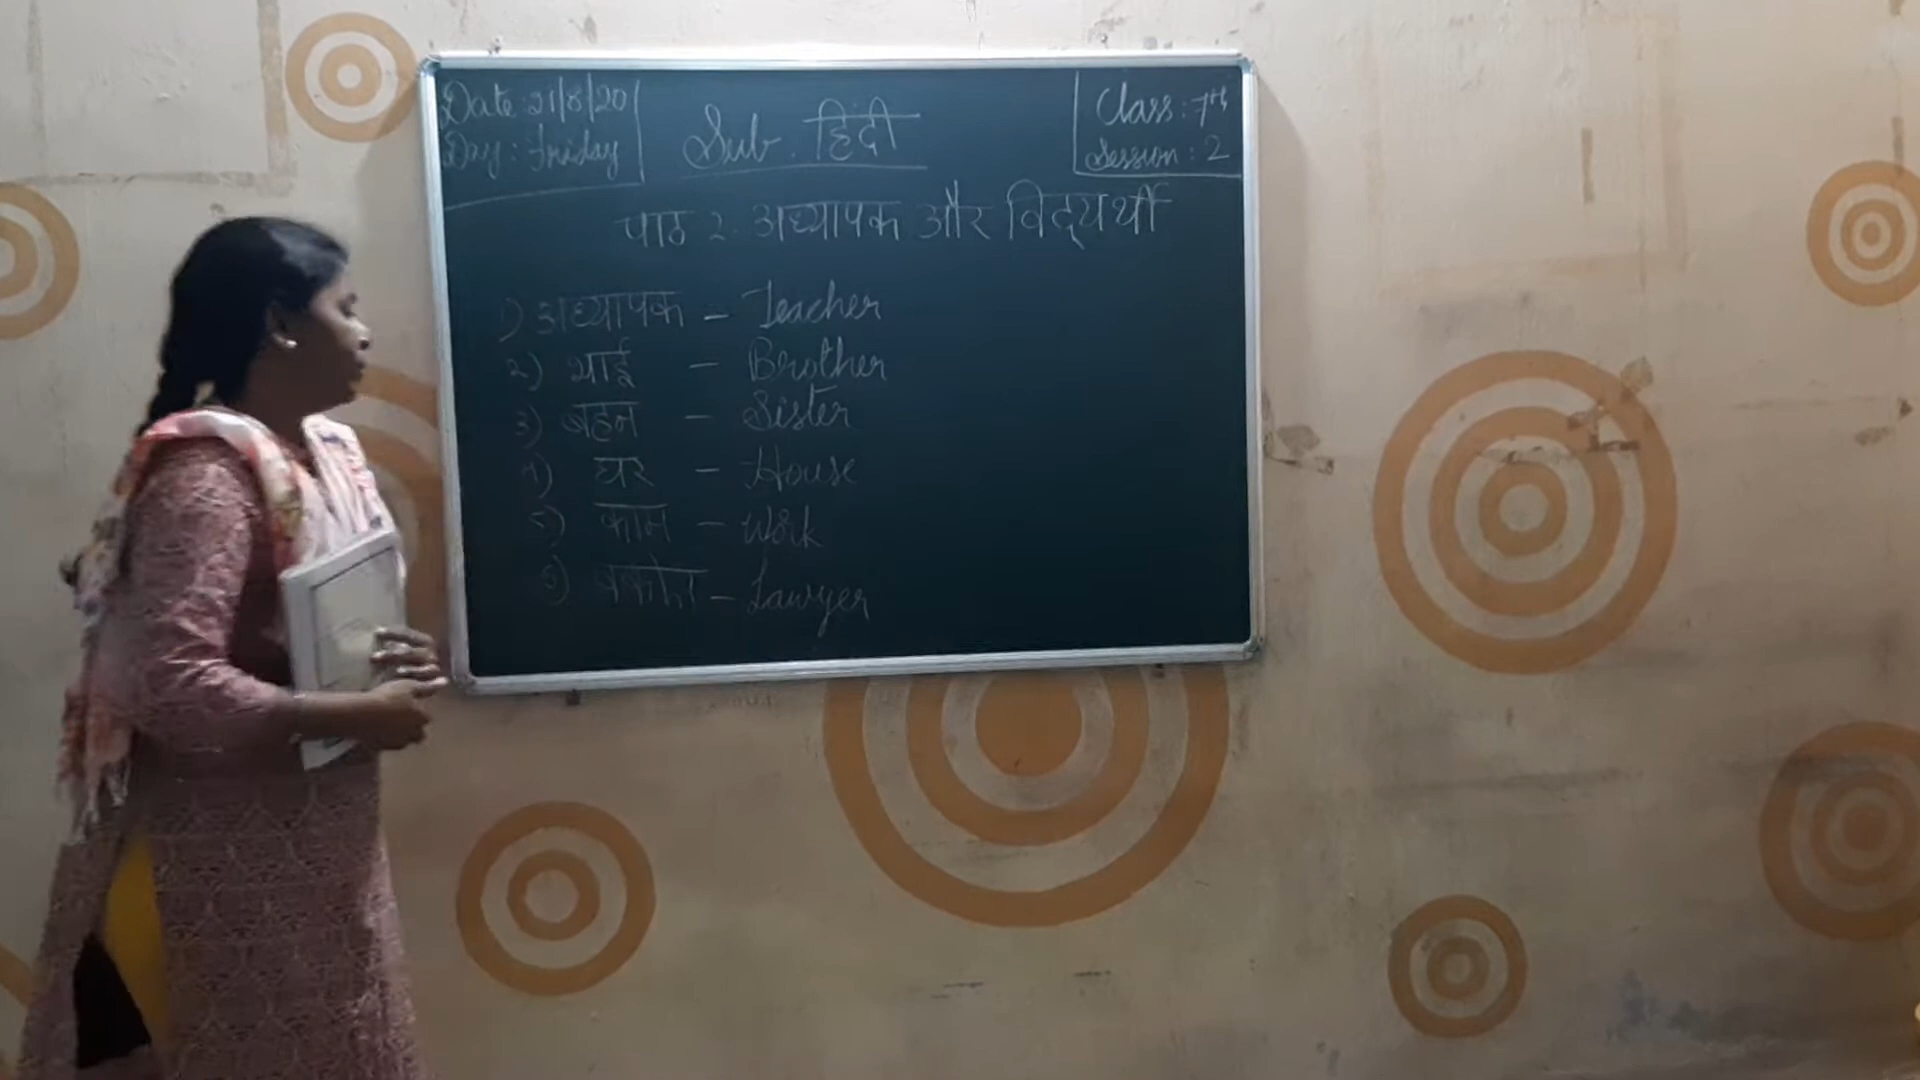 Date: 21/8/20
Day: Friday
Sub. हिंदी
Class: 7th
Session: 2
पाठ 2. अध्यापक और विद्यर्थी
1) अध्यापक - Teacher
2) भाई - Brother
3) बहन - Sister
4) घर - House
5) काम - Work
6) वकील - Lawyer